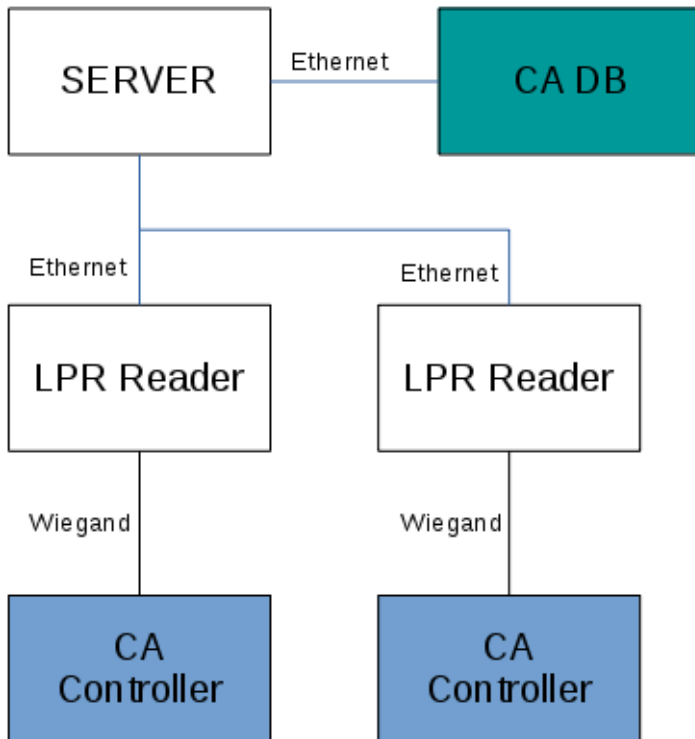 SERVER
Ethernet
CA DB
Ethernet
Ethernet
LPR Reader
LPR Reader
Wiegand
Wiegand
CA
Controller
CA
Controller